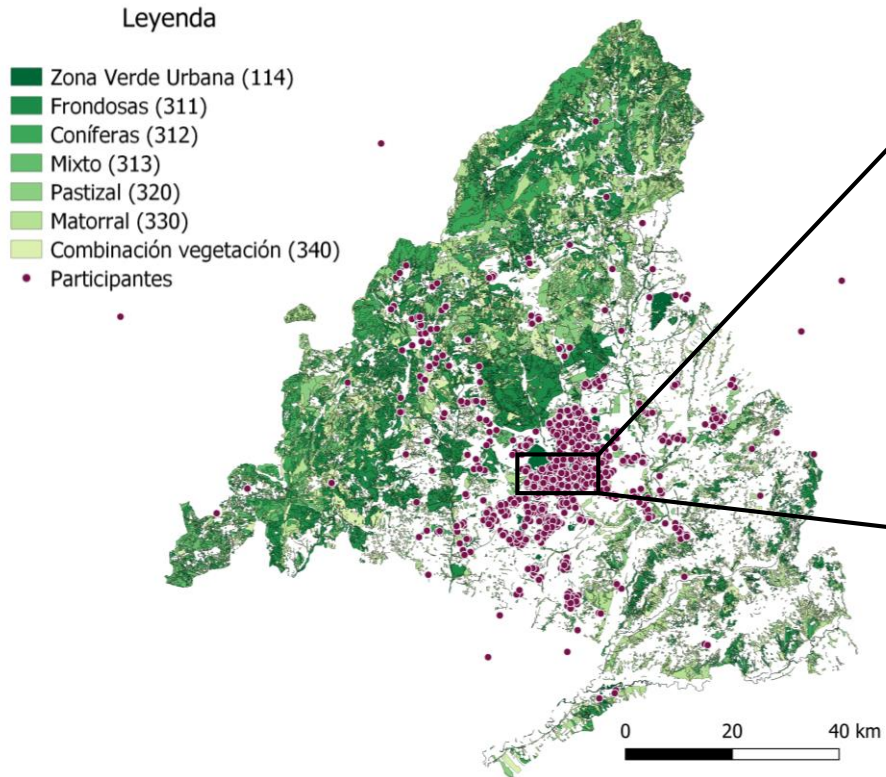 Leyenda
Zona Verde Urbana (114)
Frondosas (311)
Coníferas (312)
Mixto (313)
Pastizal (320)
Matorral (330)
Combinación vegetación (340)
Participantes
0 20 40 km